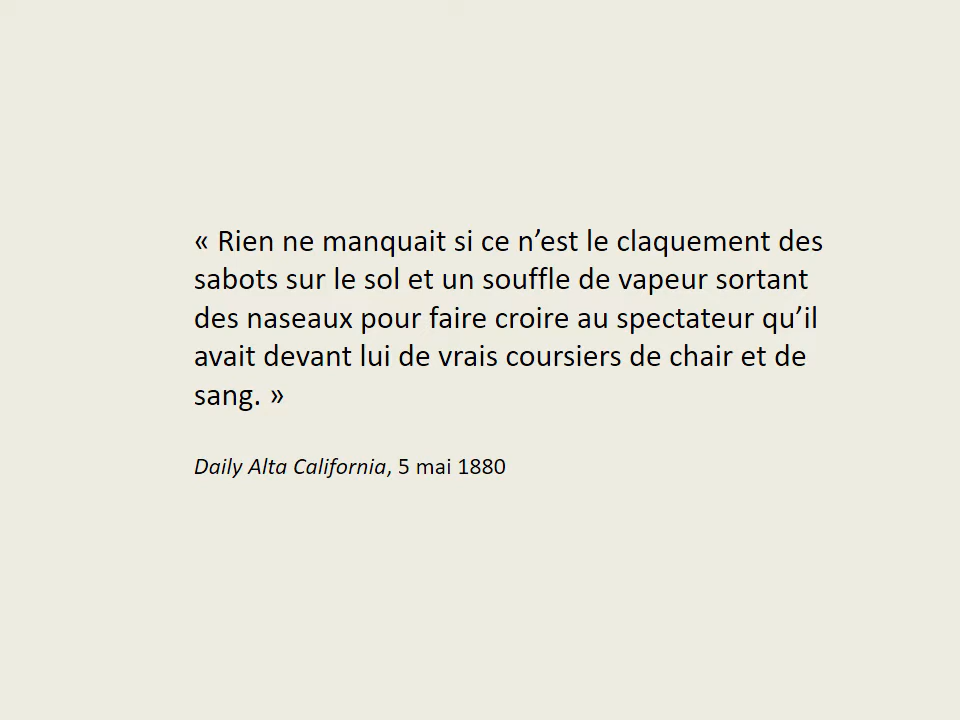 « Rien ne manquait si ce n’est le claquement des
sabots sur le sol et un souffle de vapeur sortant
des naseaux pour faire croire au spectateur qu’il
avait devant lui de vrais coursiers de chair et de
sang. »
Daily Alta California, 5 mai 1880